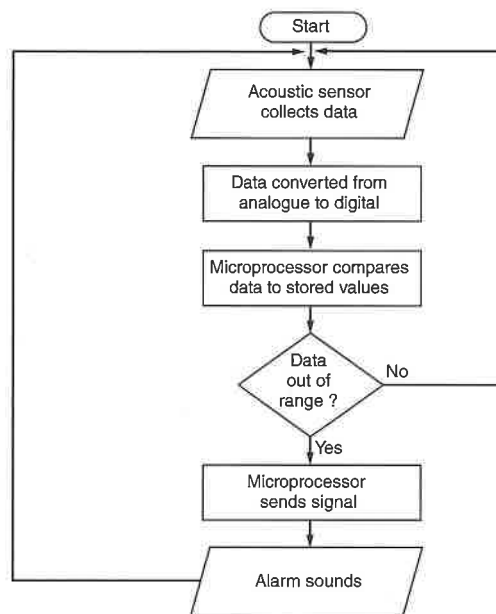 Start
Acoustic sensor
collects data
Data converted from
analogue to digital
Microprocessor compares
data to stored values
Data
out of
range ?
No
Yes
Microprocessor
sends signal
Alarm sounds